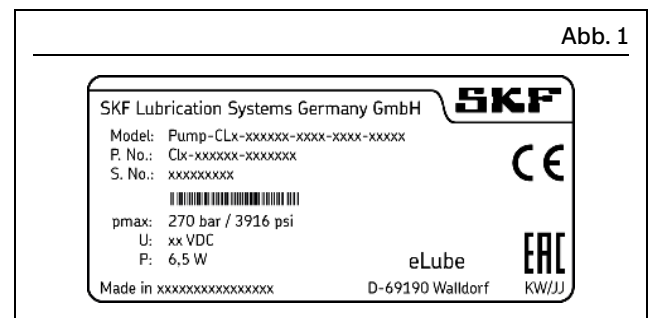 Abb. 1
SKF Lubrication Systems Germany GmbH
SKF
Model: Pump-CLx-xxxxxx-xxxx-xxxx-xxxxx
P. No.: Clx-xxxxxx-xxxxxxx
S. No.: xxxxxxxxx
CE
pmax: 270 bar / 3916 psi
U: xx VDC
P: 6,5 W
eLube
EAC
Made in xxxxxxxxxxxxxxxx
D-69190 Walldorf
KW/JJ